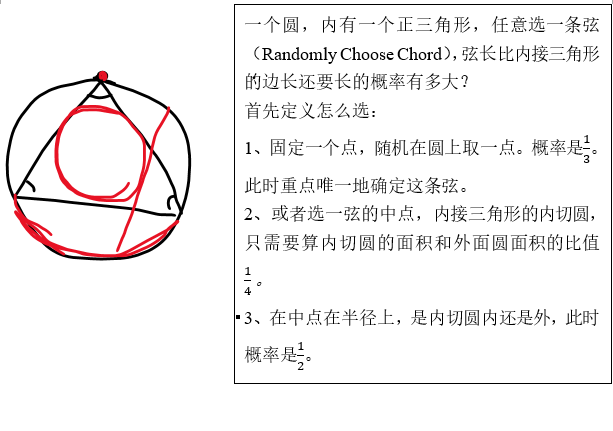 一个圆，内有一个正三角形，任意选一条弦
（Randomly Choose Chord），弦长比内接三角形
的边长还要长的概率有多大？
首先定义怎么选：
1、固定一个点，随机在圆上取一点。概率是1/3。
此时重点唯一地确定这条弦。
2、或者选一弦的中点，内接三角形的内切圆，
只需要算内切圆的面积和外面圆面积的比值
1/4。
3、在中点在半径上，是内切圆内还是外，此时
概率是1/2。